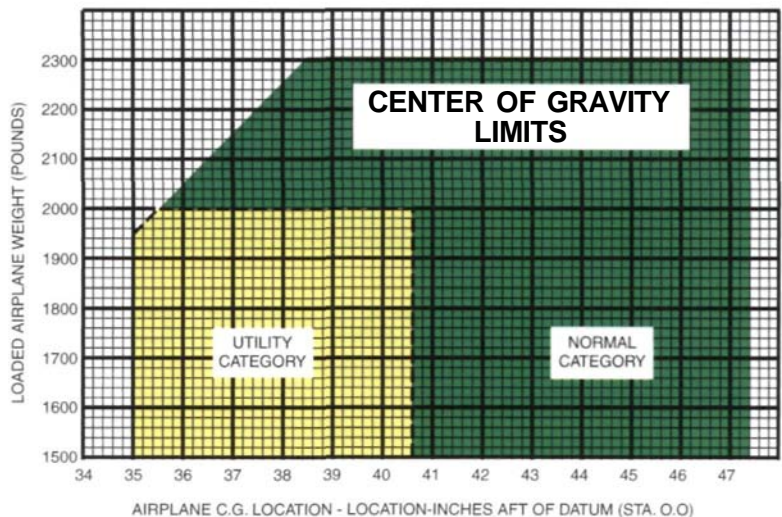 CENTER OF GRAVITY
LIMITS
LOADED AIRPLANE WEIGHT (POUNDS)
2300
2200
2100
2000
1900
1800
1700
1600
1500
UTILITY
CATEGORY
NORMAL
CATEGORY
34 35 36 37 38 39 40 41 42 43 44 45 46 47
AIRPLANE C.G. LOCATION - LOCATION-INCHES AFT OF DATUM (STA. O.O)